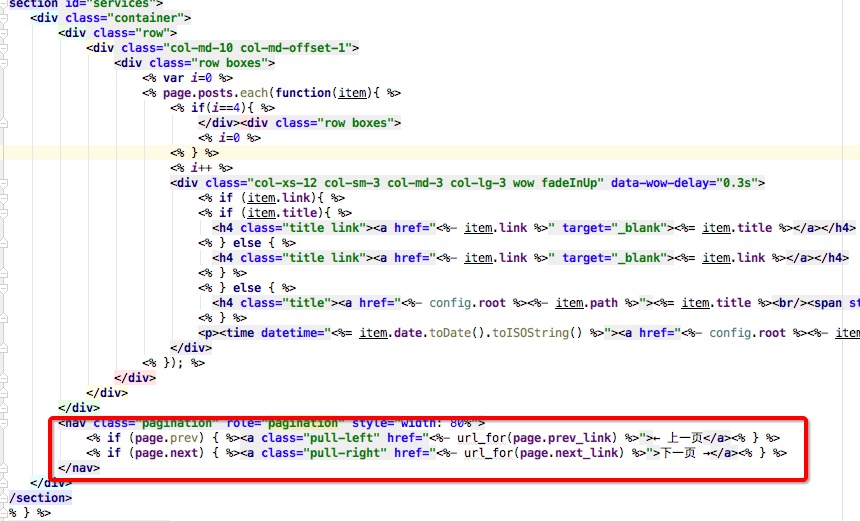 section id="services">
<div class="container">
<div class="row">
<div class="col-md-10 col-md-offset-1">
<div class="row boxes">
<% var i=0 %>
<% page.posts.each(function(item){ %>
<% if(i==4){ %>
</div><div class="row boxes">
<% i=0 %>
<% } %>
<% i++ %>
<div class="col-xs-12 col-sm-3 col-md-3 col-lg-3 wow fadeInUp" data-wow-delay="0.3s">
<% if (item.link){ %>
<% if (item.title){ %>
<h4 class="title link"><a href="<%- item.link %>" target="_blank"><%= item.title %></a></h4>
<% } else { %>
<h4 class="title link"><a href="<%- item.link %>" target="_blank"><%= item.link %></a></h4>
<% } %>
<% } else { %>
<h4 class="title"><a href="<%- config.root %><%- item.path %>"><%= item.title %><br/><span st
<% } %>
<p><time datetime="<%= item.date.toDate().toISOString() %>"><a href="<%- config.root %><%- item
</div>
<% }); %>
</div>
</div>
</div>
<nav class="pagination" role="pagination" style="width: 80%">
<% if (page.prev) { %><a class="pull-left" href="<%- url_for(page.prev_link) %>">← 上一页</a><% } %>
<% if (page.next) { %><a class="pull-right" href="<%- url_for(page.next_link) %>">下一页 →</a><% } %>
</nav>
</div>
/section>
% } %>